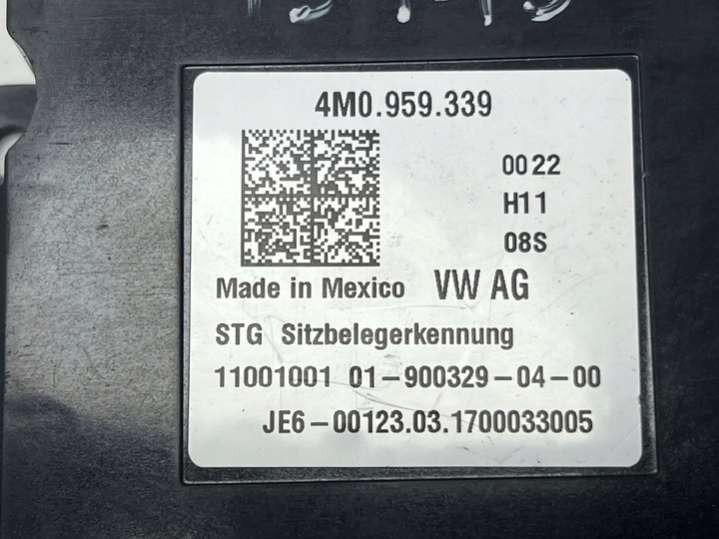 4M0.959.339
0022
H11
08S
Made in Mexico VW AG
STG Sitzbelegerkennung
11001001 01-900329-04-00
JE6-00123.03.1700033005